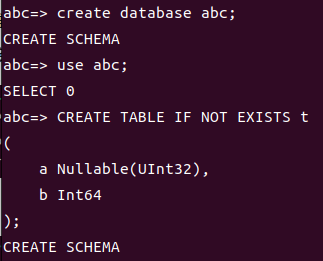 abc=> create database abc;
CREATE SCHEMA
abc=> use abc;
SELECT 0
abc=> CREATE TABLE IF NOT EXISTS t
(
    a Nullable(UInt32),
    b Int64
);
CREATE SCHEMA